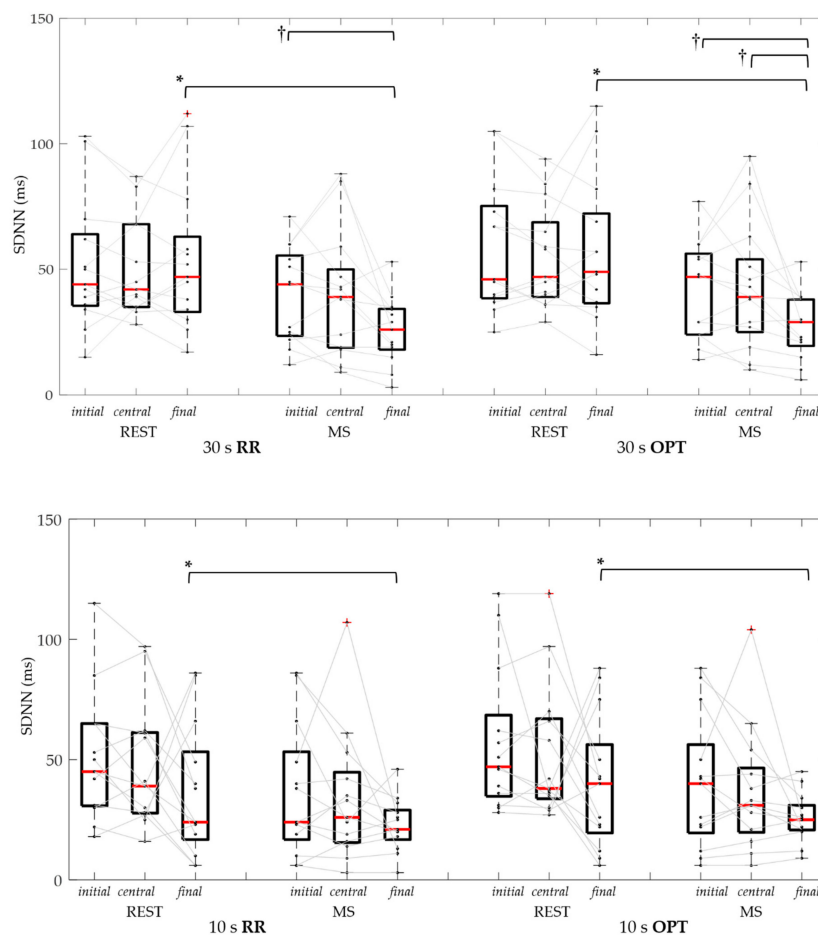 150
†
†
†
*
*
100
SDNN (ms)
50
0
initial central final initial central final initial central final initial central final
REST MS REST MS
30 s RR 30 s OPT
150
*
*
100
SDNN (ms)
50
0
initial central final initial central final initial central final initial central final
REST MS REST MS
10 s RR 10 s OPT